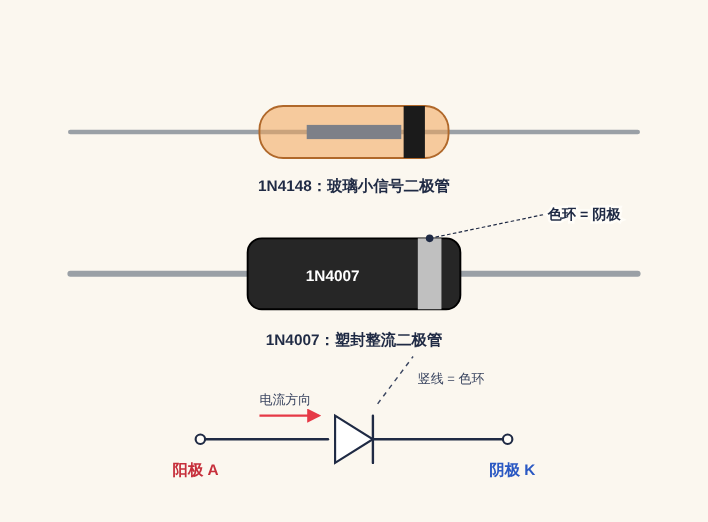 1N4148：玻璃小信号二极管
色环 = 阴极
1N4007
1N4007：塑封整流二极管
竖线 = 色环
电流方向
阳极 A
阴极 K